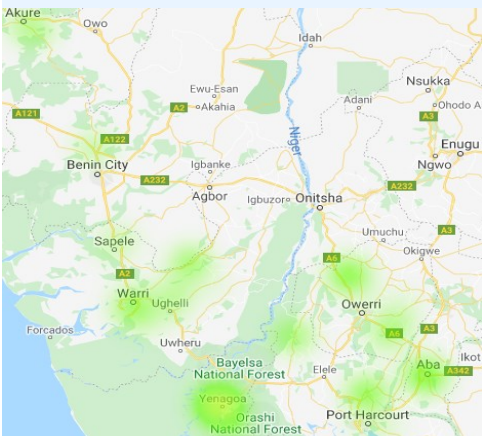 Akure
Owo
Idah
Nsukka
Ewu-Esan
Akahia
Adani
Ohodo A
A121
A2
A3
A122
Niger
Enugu
Benin City
Igbanke
Ngwo
A232
A232
Agbor
Igbuzor
Onitsha
Umuchu
A3
Sapele
Okigwe
A6
A2
Warri
Ughelli
Owerri
Forcados
A6
A3
Uwheru
Bayelsa
National Forest
Elele
Aba
Ikot
A342
Yenagoa
Orashi
National Forest
Port Harcourt